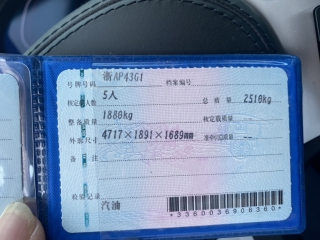 号牌号码 浙AP43G1 档案编号
核定载人数 5人 总质量 2510kg
整备质量 1880kg 核定载质量
外廓尺寸 4717×1891×1689mm 准牵引总质量
备注
检验记录 汽油
*3360036808360*